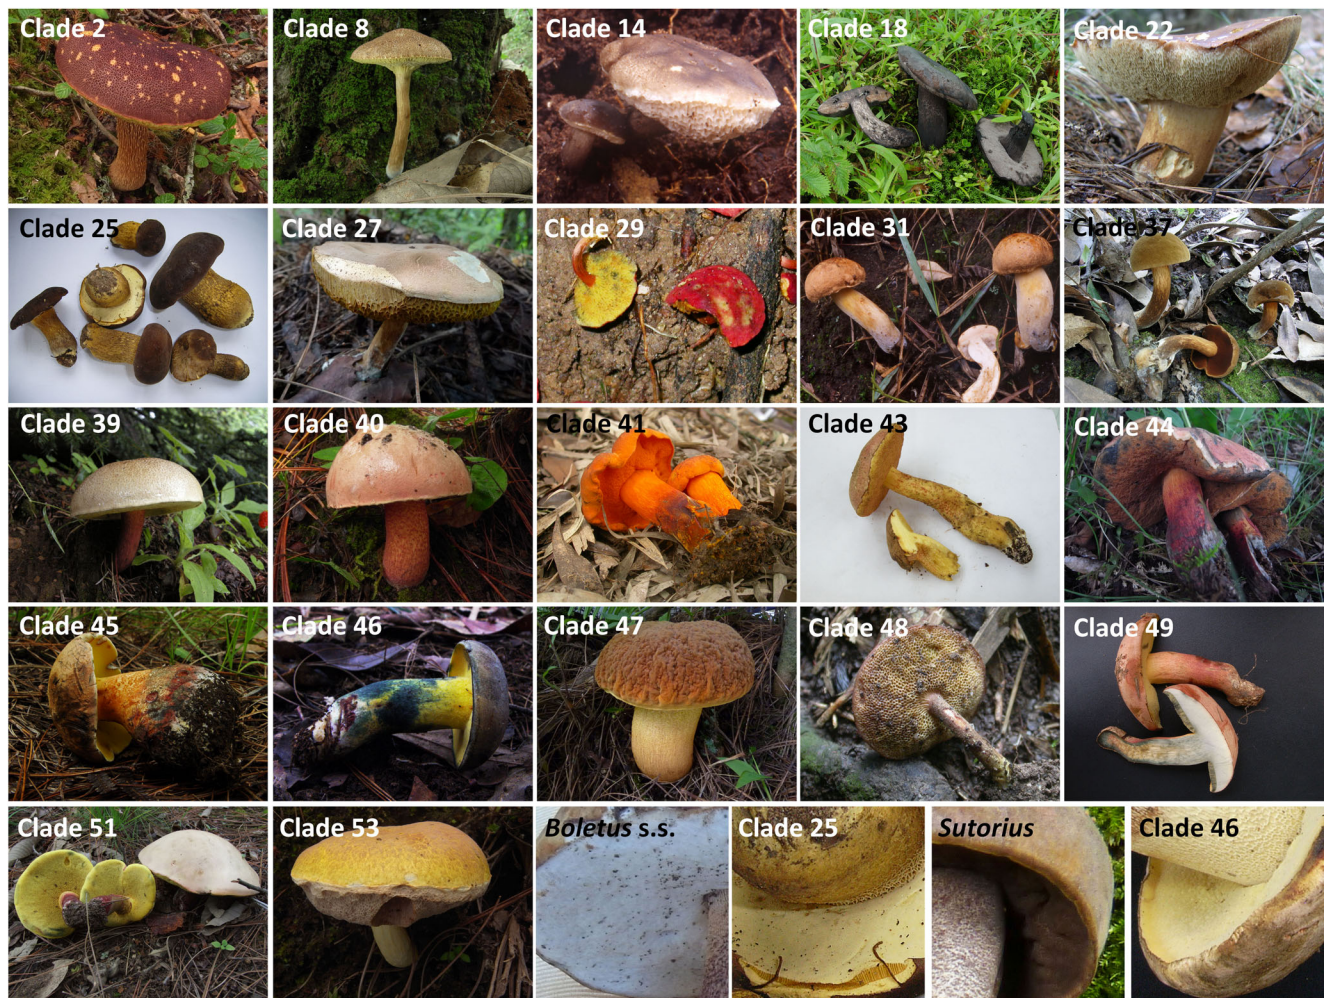 Clade 2
Clade 8
Clade 14
Clade 18
Clade 22
Clade 25
Clade 27
Clade 29
Clade 31
Clade 37
Clade 39
Clade 40
Clade 41
Clade 43
Clade 44
Clade 45
Clade 46
Clade 47
Clade 48
Clade 49
Clade 51
Clade 53
Boletus s.s.
Clade 25
Sutorius
Clade 46